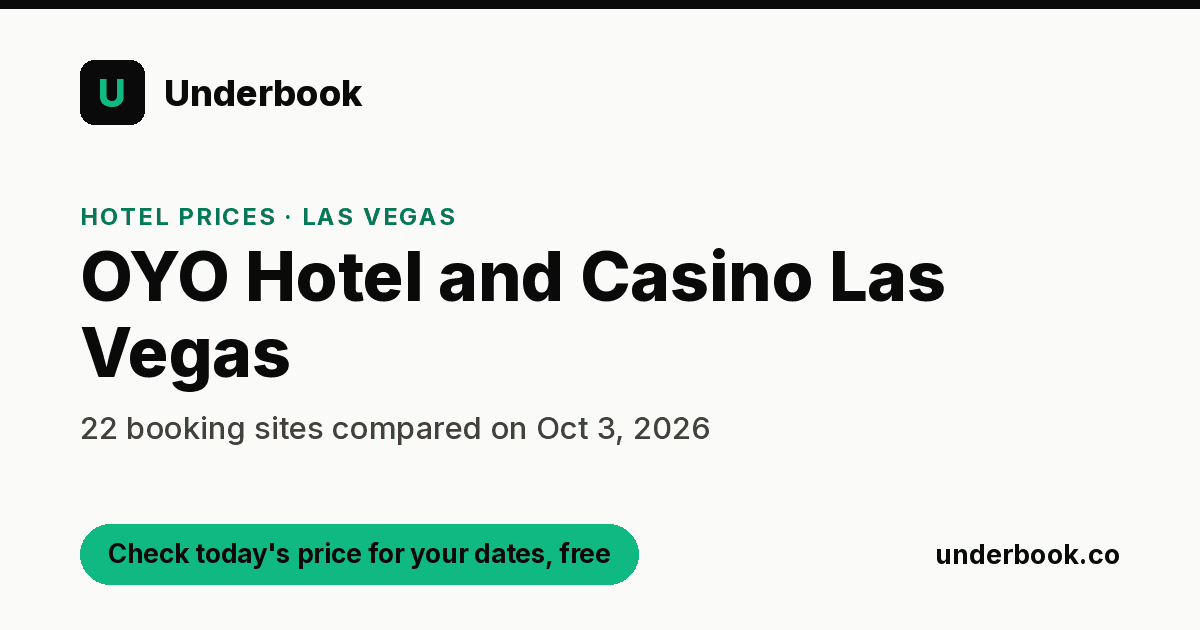 U Underbook
HOTEL PRICES · LAS VEGAS
OYO Hotel and Casino Las
Vegas
22 booking sites compared on Oct 3, 2026
Check today's price for your dates, free
underbook.co